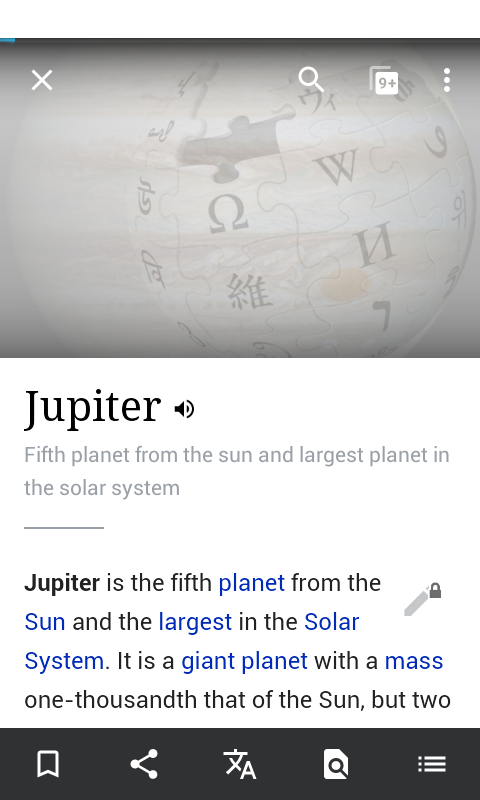 9+
ウィ
W
Ω
И
維
Jupiter
Fifth planet from the sun and largest planet in
the solar system
Jupiter is the fifth planet from the
Sun and the largest in the Solar
System. It is a giant planet with a mass
one-thousandth that of the Sun, but two